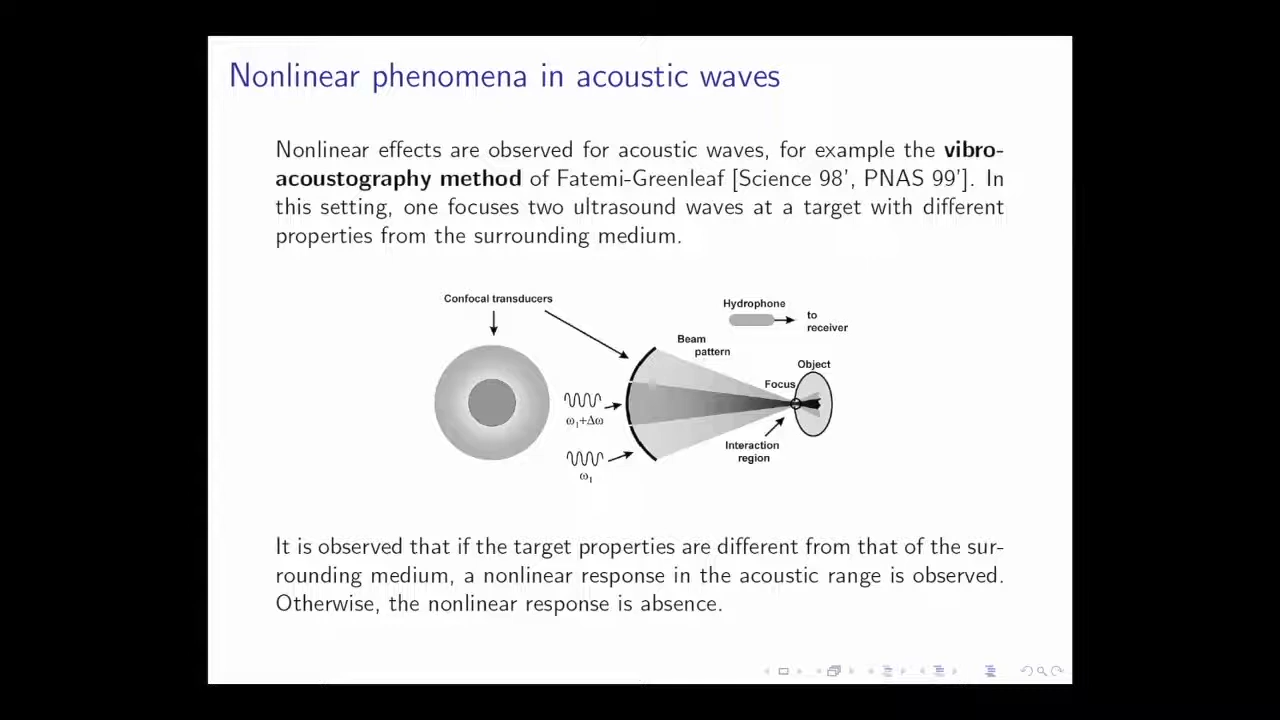 Nonlinear phenomena in acoustic waves
Nonlinear effects are observed for acoustic waves, for example the vibro-
acoustography method of Fatemi-Greenleaf [Science 98', PNAS 99']. In
this setting, one focuses two ultrasound waves at a target with different
properties from the surrounding medium.
Confocal transducers
Hydrophone
to
receiver
Beam
pattern
Object
Focus
ω₁+Δω
Interaction
region
ω₁
It is observed that if the target properties are different from that of the sur-
rounding medium, a nonlinear response in the acoustic range is observed.
Otherwise, the nonlinear response is absence.